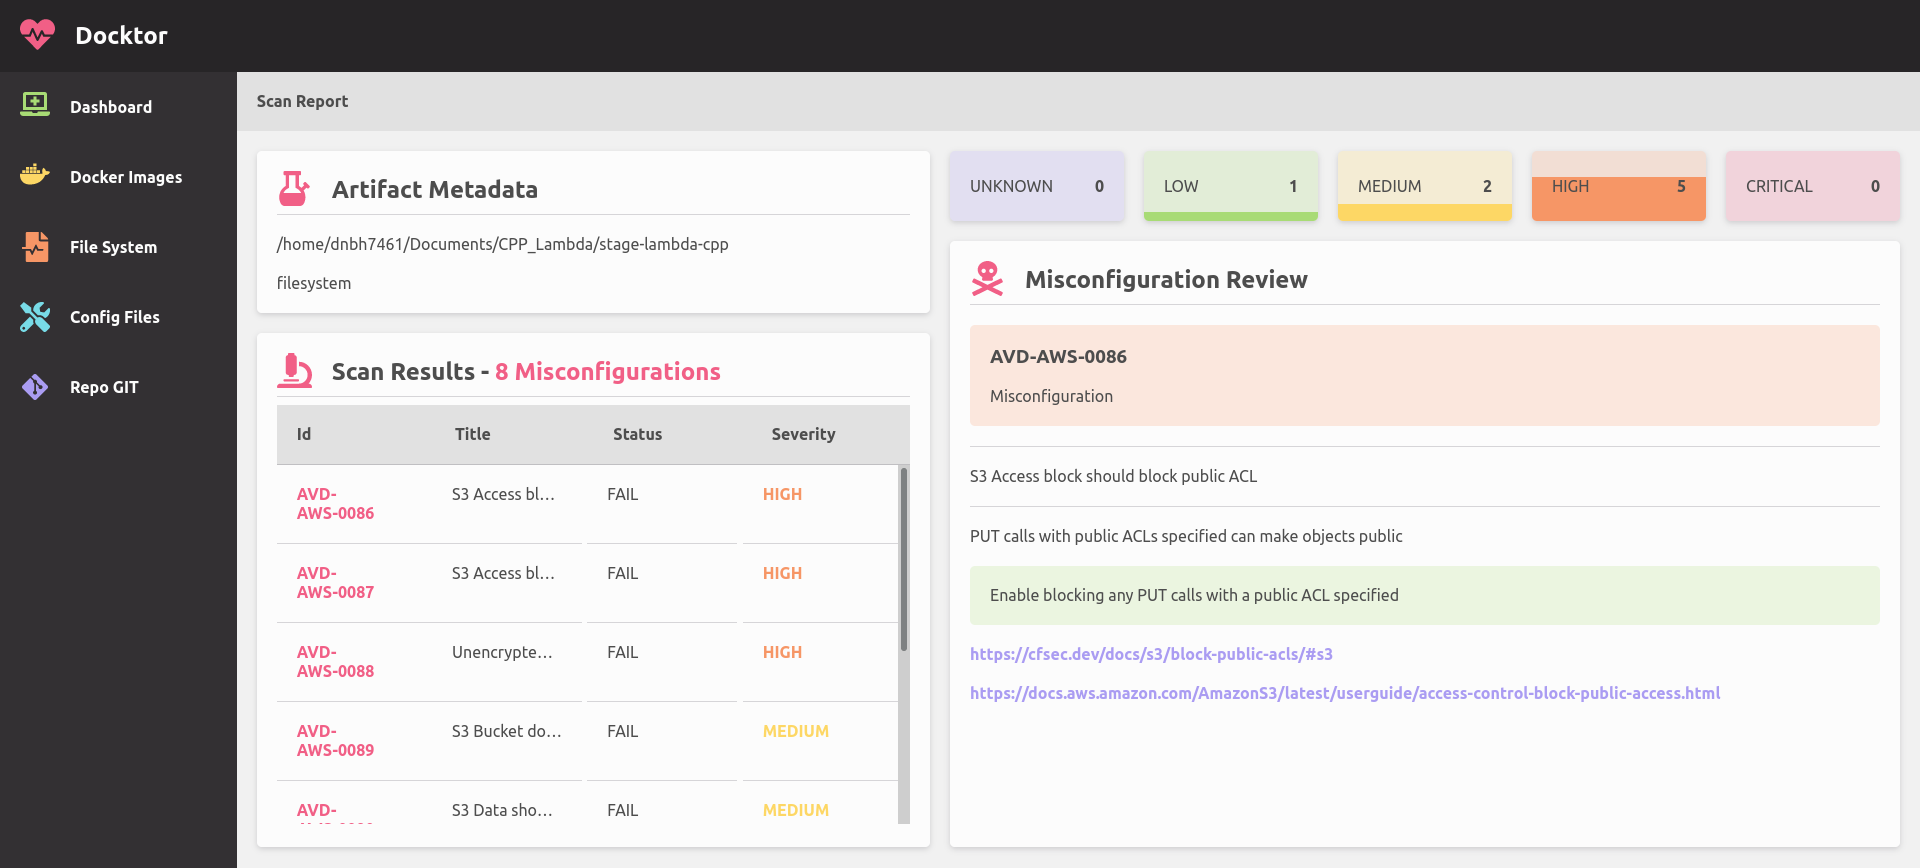 Docktor
Dashboard
Docker Images
File System
Config Files
Repo GIT
Scan Report
Artifact Metadata
/home/dnbh7461/Documents/CPP_Lambda/stage-lambda-cpp
filesystem
Scan Results - 8 Misconfigurations
Id Title Status Severity
AVD-
AWS-0086
S3 Access bl… FAIL HIGH
AVD-
AWS-0087
S3 Access bl… FAIL HIGH
AVD-
AWS-0088
Unencrypte… FAIL HIGH
AVD-
AWS-0089
S3 Bucket do… FAIL MEDIUM
AVD-
S3 Data sho… FAIL MEDIUM
UNKNOWN 0
LOW 1
MEDIUM 2
HIGH 5
CRITICAL 0
Misconfiguration Review
AVD-AWS-0086
Misconfiguration
S3 Access block should block public ACL
PUT calls with public ACLs specified can make objects public
Enable blocking any PUT calls with a public ACL specified
https://cfsec.dev/docs/s3/block-public-acls/#s3
https://docs.aws.amazon.com/AmazonS3/latest/userguide/access-control-block-public-access.html